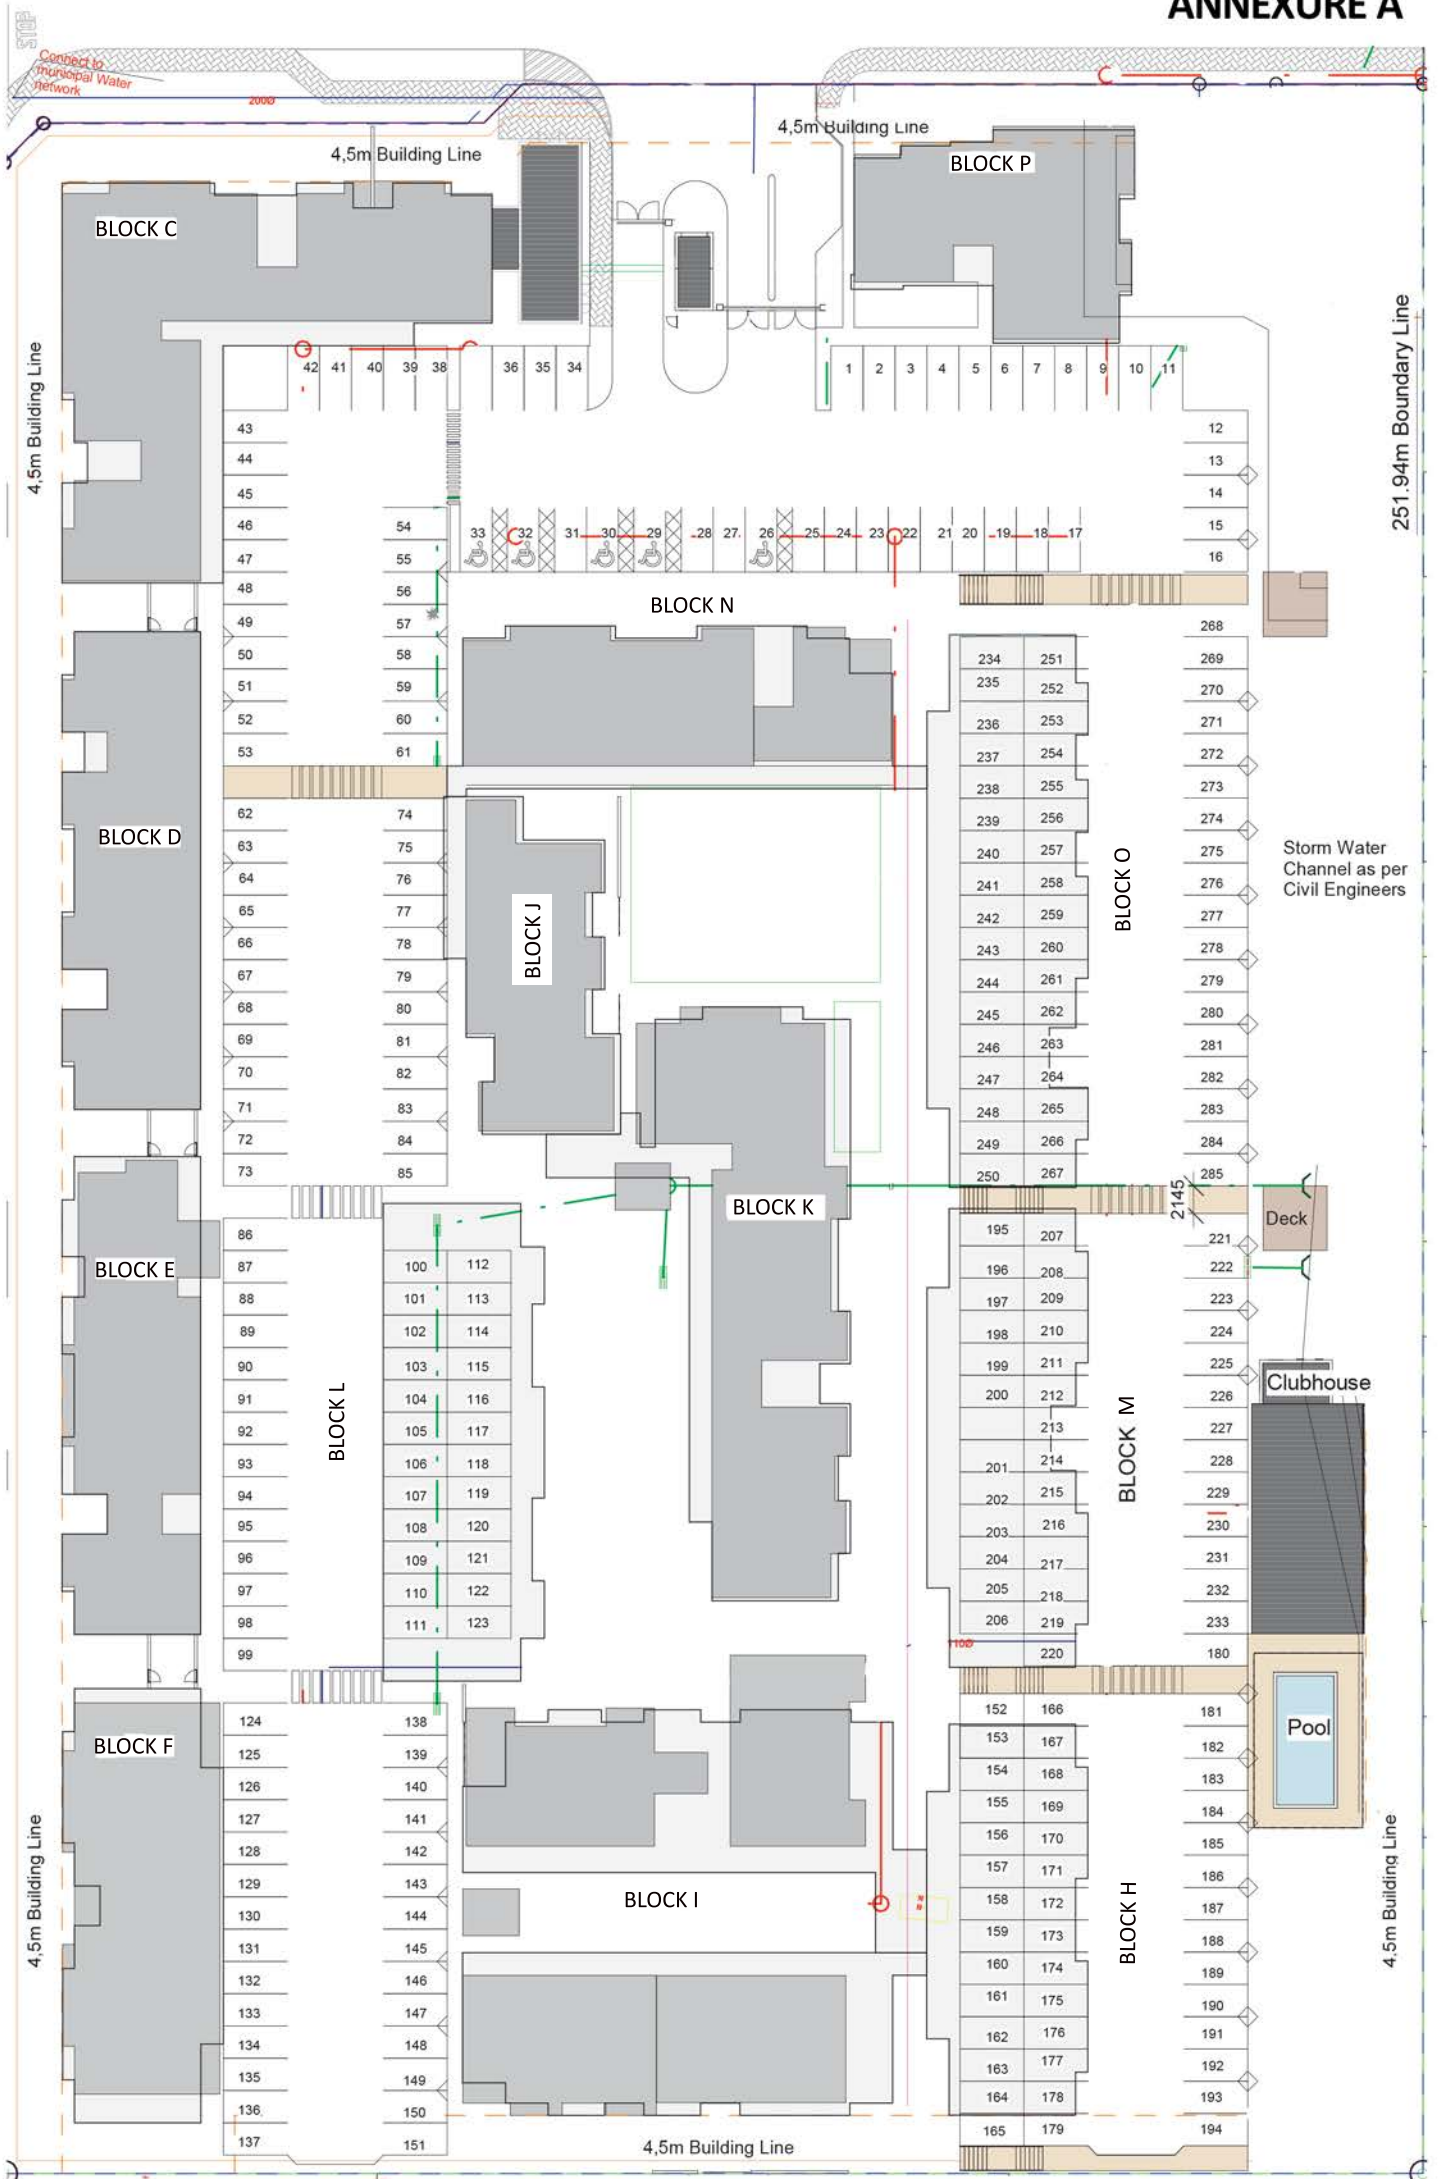 ANNEXURE A
STOP
Connect to
municipal Water
network
200Ø
4,5m Building Line
4,5m Building Line
BLOCK P
BLOCK C
4,5m Building Line
251.94m Boundary Line
42 41 40 39 38 36 35 34
1 2 3 4 5 6 7 8 9 10 11
43 12
44 13
45 14
46 54 15
47 55 16
33 32 31 30 29 28 27 26 25 24 23 22 21 20 19 18 17
48 56
BLOCK N
49 57 268
50 58 234 251 269
51 59 235 252 270
52 60 236 253 271
53 61 237 254 272
238 255 273
62 74 239 256 274
BLOCK D
63 75 240 257 275
64 76 241 258 276
65 77 242 259 277
66 78 243 260 278
67 79 244 261 279
68 80 245 262 280
69 81 246 263 281
70 82 247 264 282
71 83 248 265 283
72 84 249 266 284
73 85 250 267 285
BLOCK J
BLOCK O
Storm Water
Channel as per
Civil Engineers
BLOCK K
2145
Deck
86 195 207 221
BLOCK E
87 100 112 196 208 222
88 101 113 197 209 223
89 102 114 198 210 224
90 103 115 199 211 225
91 104 116 200 212 226
92 105 117 213 227
93 106 118 201 214 228
94 107 119 202 215 229
95 108 120 203 216 230
96 109 121 204 217 231
97 110 122 205 218 232
98 111 123 206 219 233
99 220 180
BLOCK L
BLOCK M
Clubhouse
110Ø
124 138 152 166 181
BLOCK F
125 139 153 167 182
126 140 154 168 183
127 141 155 169 184
128 142 156 170 185
129 143 157 171 186
130 144 158 172 187
131 145 159 173 188
132 146 160 174 189
133 147 161 175 190
134 148 162 176 191
135 149 163 177 192
136 150 164 178 193
137 151 165 179 194
Pool
BLOCK I
BLOCK H
4,5m Building Line
4.5m Building Line
4,5m Building Line